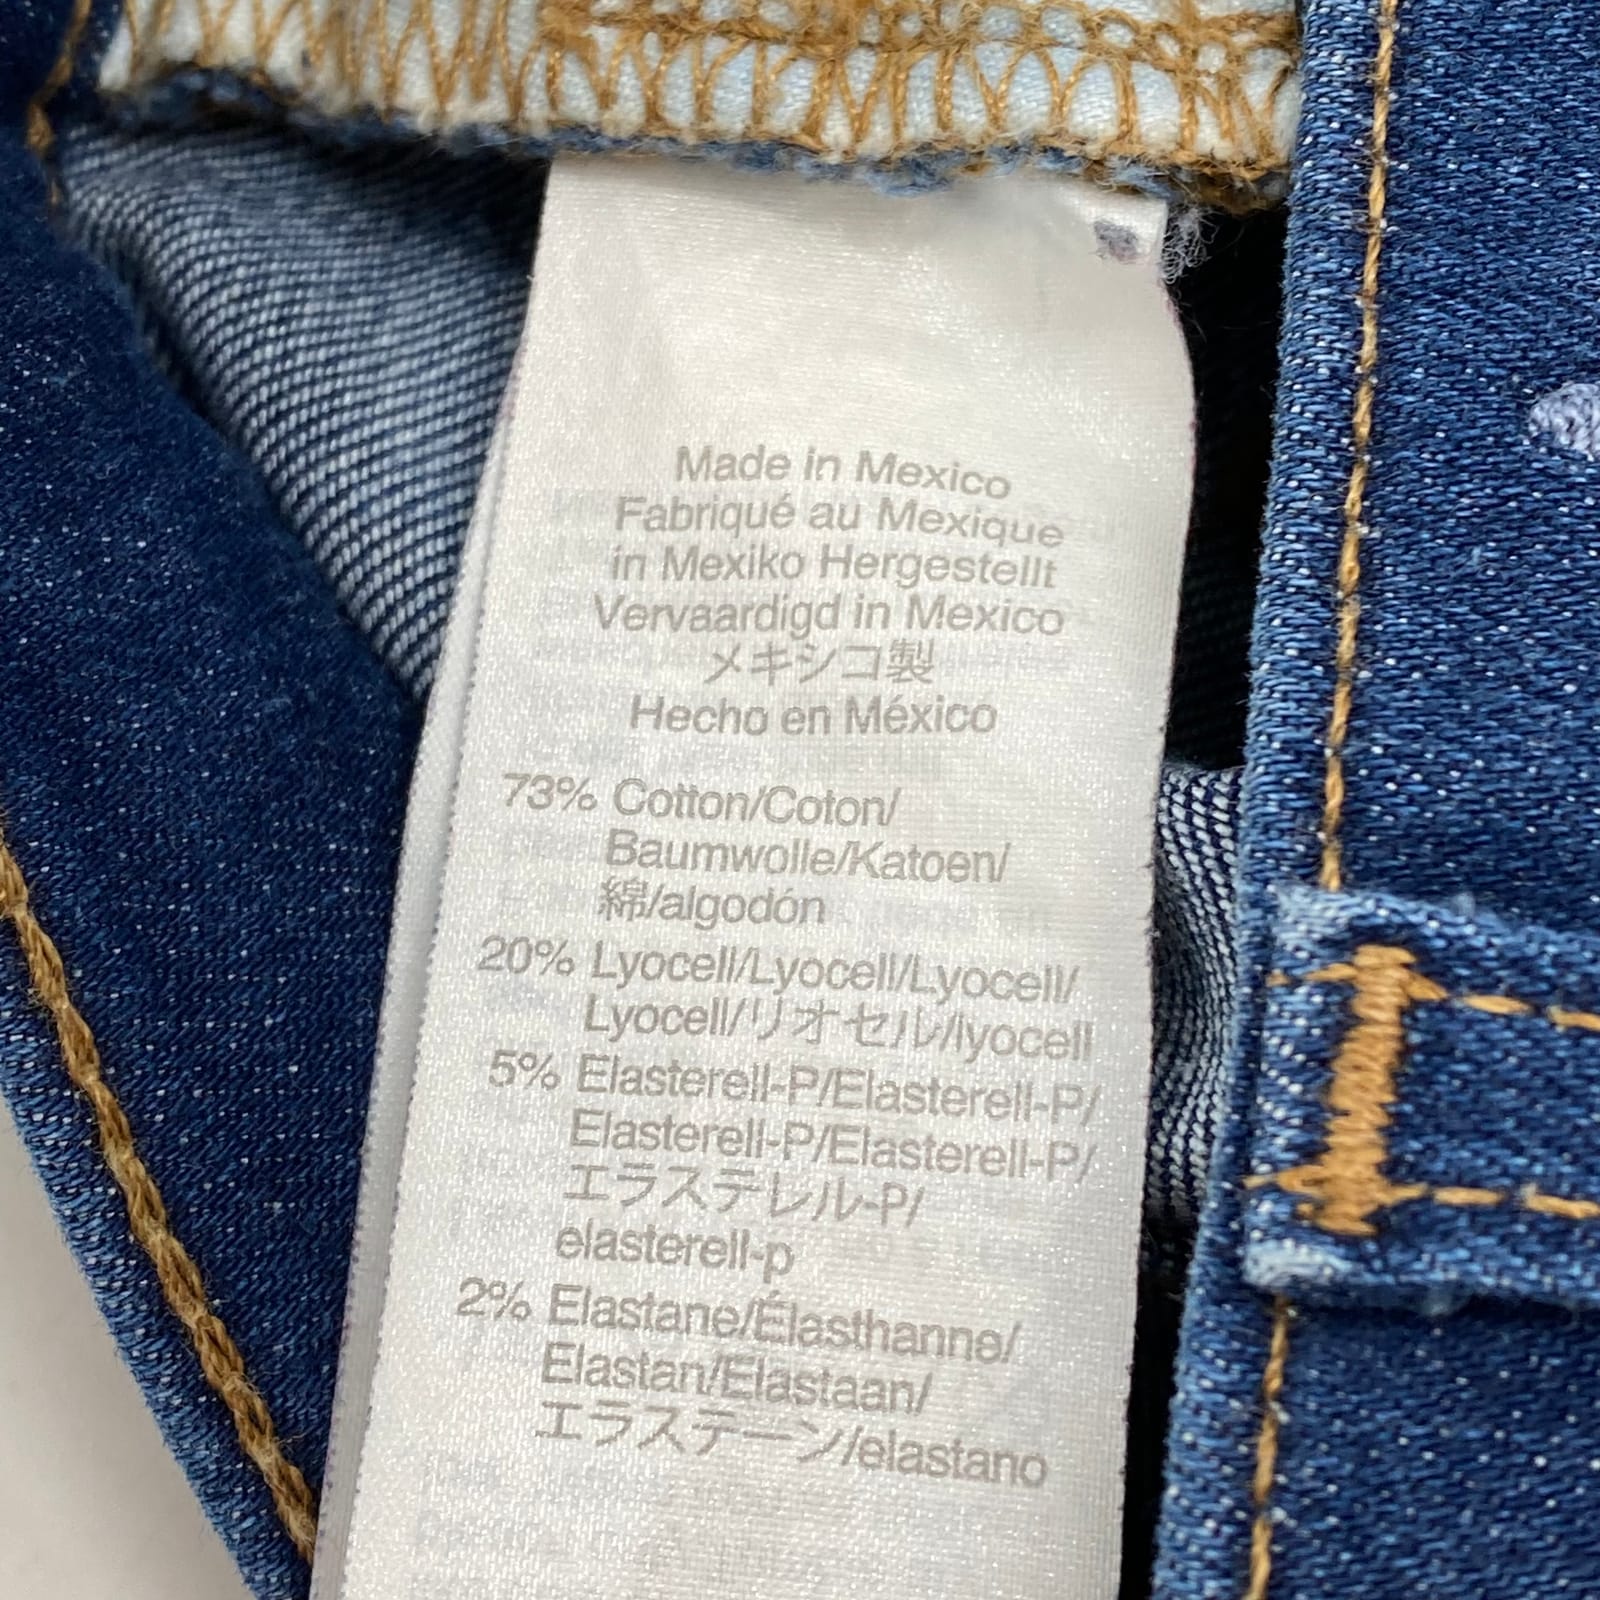 Made in Mexico
Fabriqué au Mexique
in Mexiko Hergestellt
Vervaardigd in Mexico
メキシコ製
Hecho en México
73% Cotton/Coton/
Baumwolle/Katoen/
綿/algodón
20% Lyocell/Lyocell/Lyocell/
Lyocell/リオセル/lyocell
5% Elasterell-P/Elasterell-P/
Elasterell-P/Elasterell-P/
エラステレル-P/
elasterell-p
2% Elastane/Élasthanne/
Elastan/Elastaan/
エラステーン/elastano